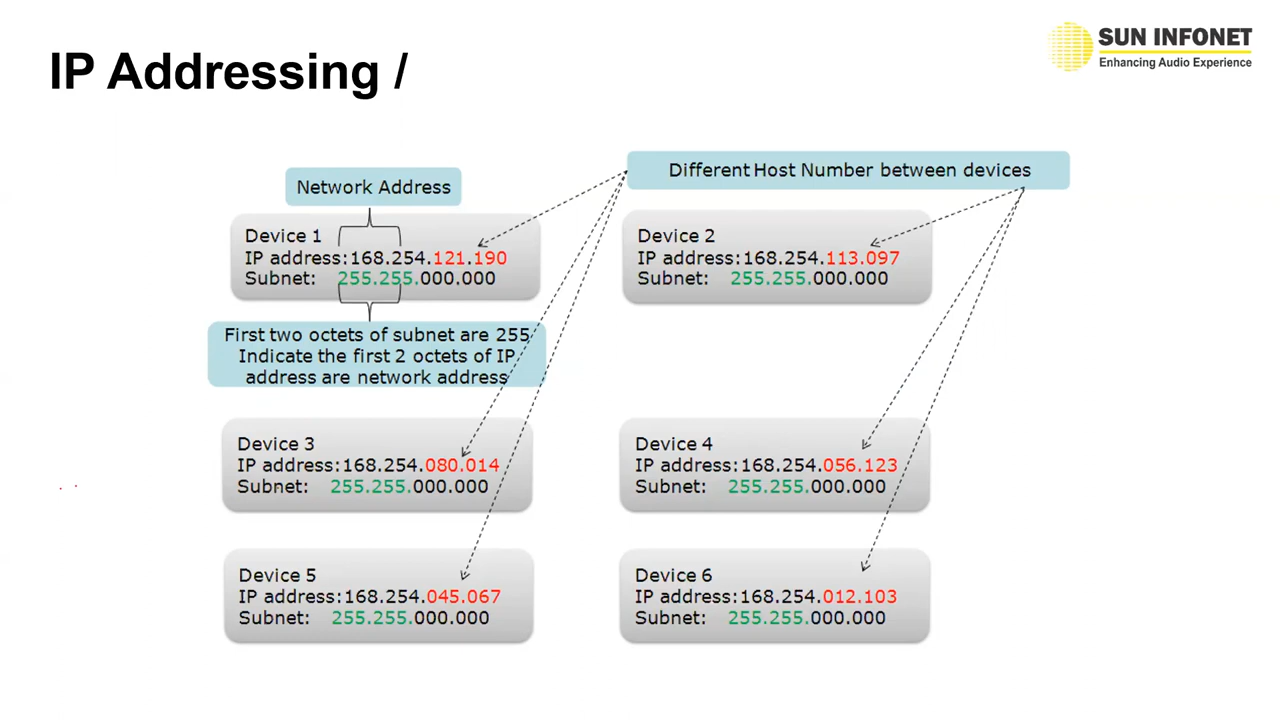 IP Addressing /
SUN INFONET
Enhancing Audio Experience
Network Address
Different Host Number between devices
Device 1
IP address:168.254.121.190
Subnet: 255.255.000.000
Device 2
IP address:168.254.113.097
Subnet: 255.255.000.000
First two octets of subnet are 255
Indicate the first 2 octets of IP
address are network address
Device 3
IP address:168.254.080.014
Subnet: 255.255.000.000
Device 4
IP address:168.254.056.123
Subnet: 255.255.000.000
Device 5
IP address:168.254.045.067
Subnet: 255.255.000.000
Device 6
IP address:168.254.012.103
Subnet: 255.255.000.000